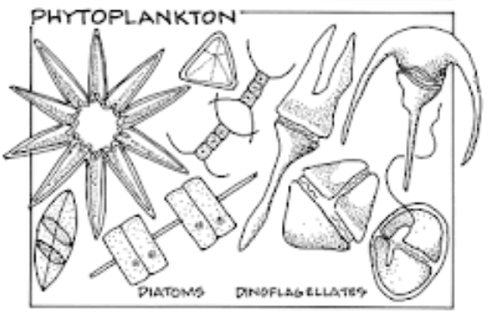 PHYTOPLANKTON
DIATOMS DINOFLAGELLATES